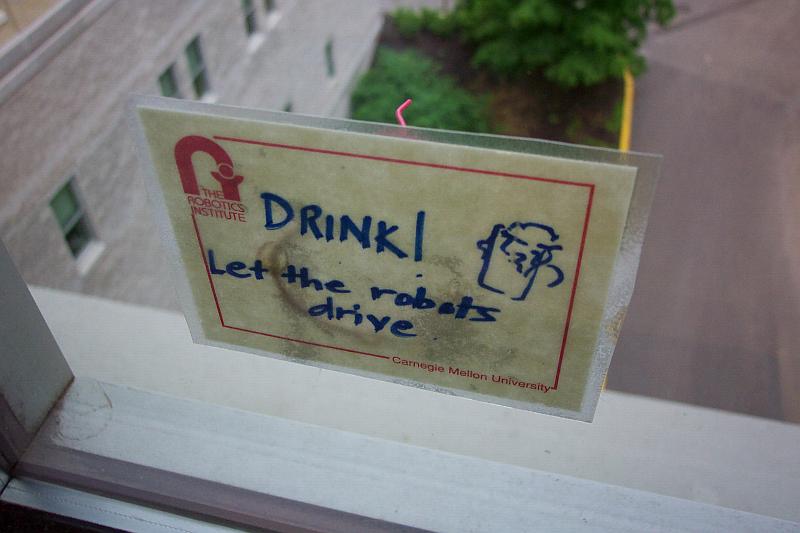 THE
ROBOTICS
INSTITUTE
DRINK!
Let the robots
drive
Carnegie Mellon University